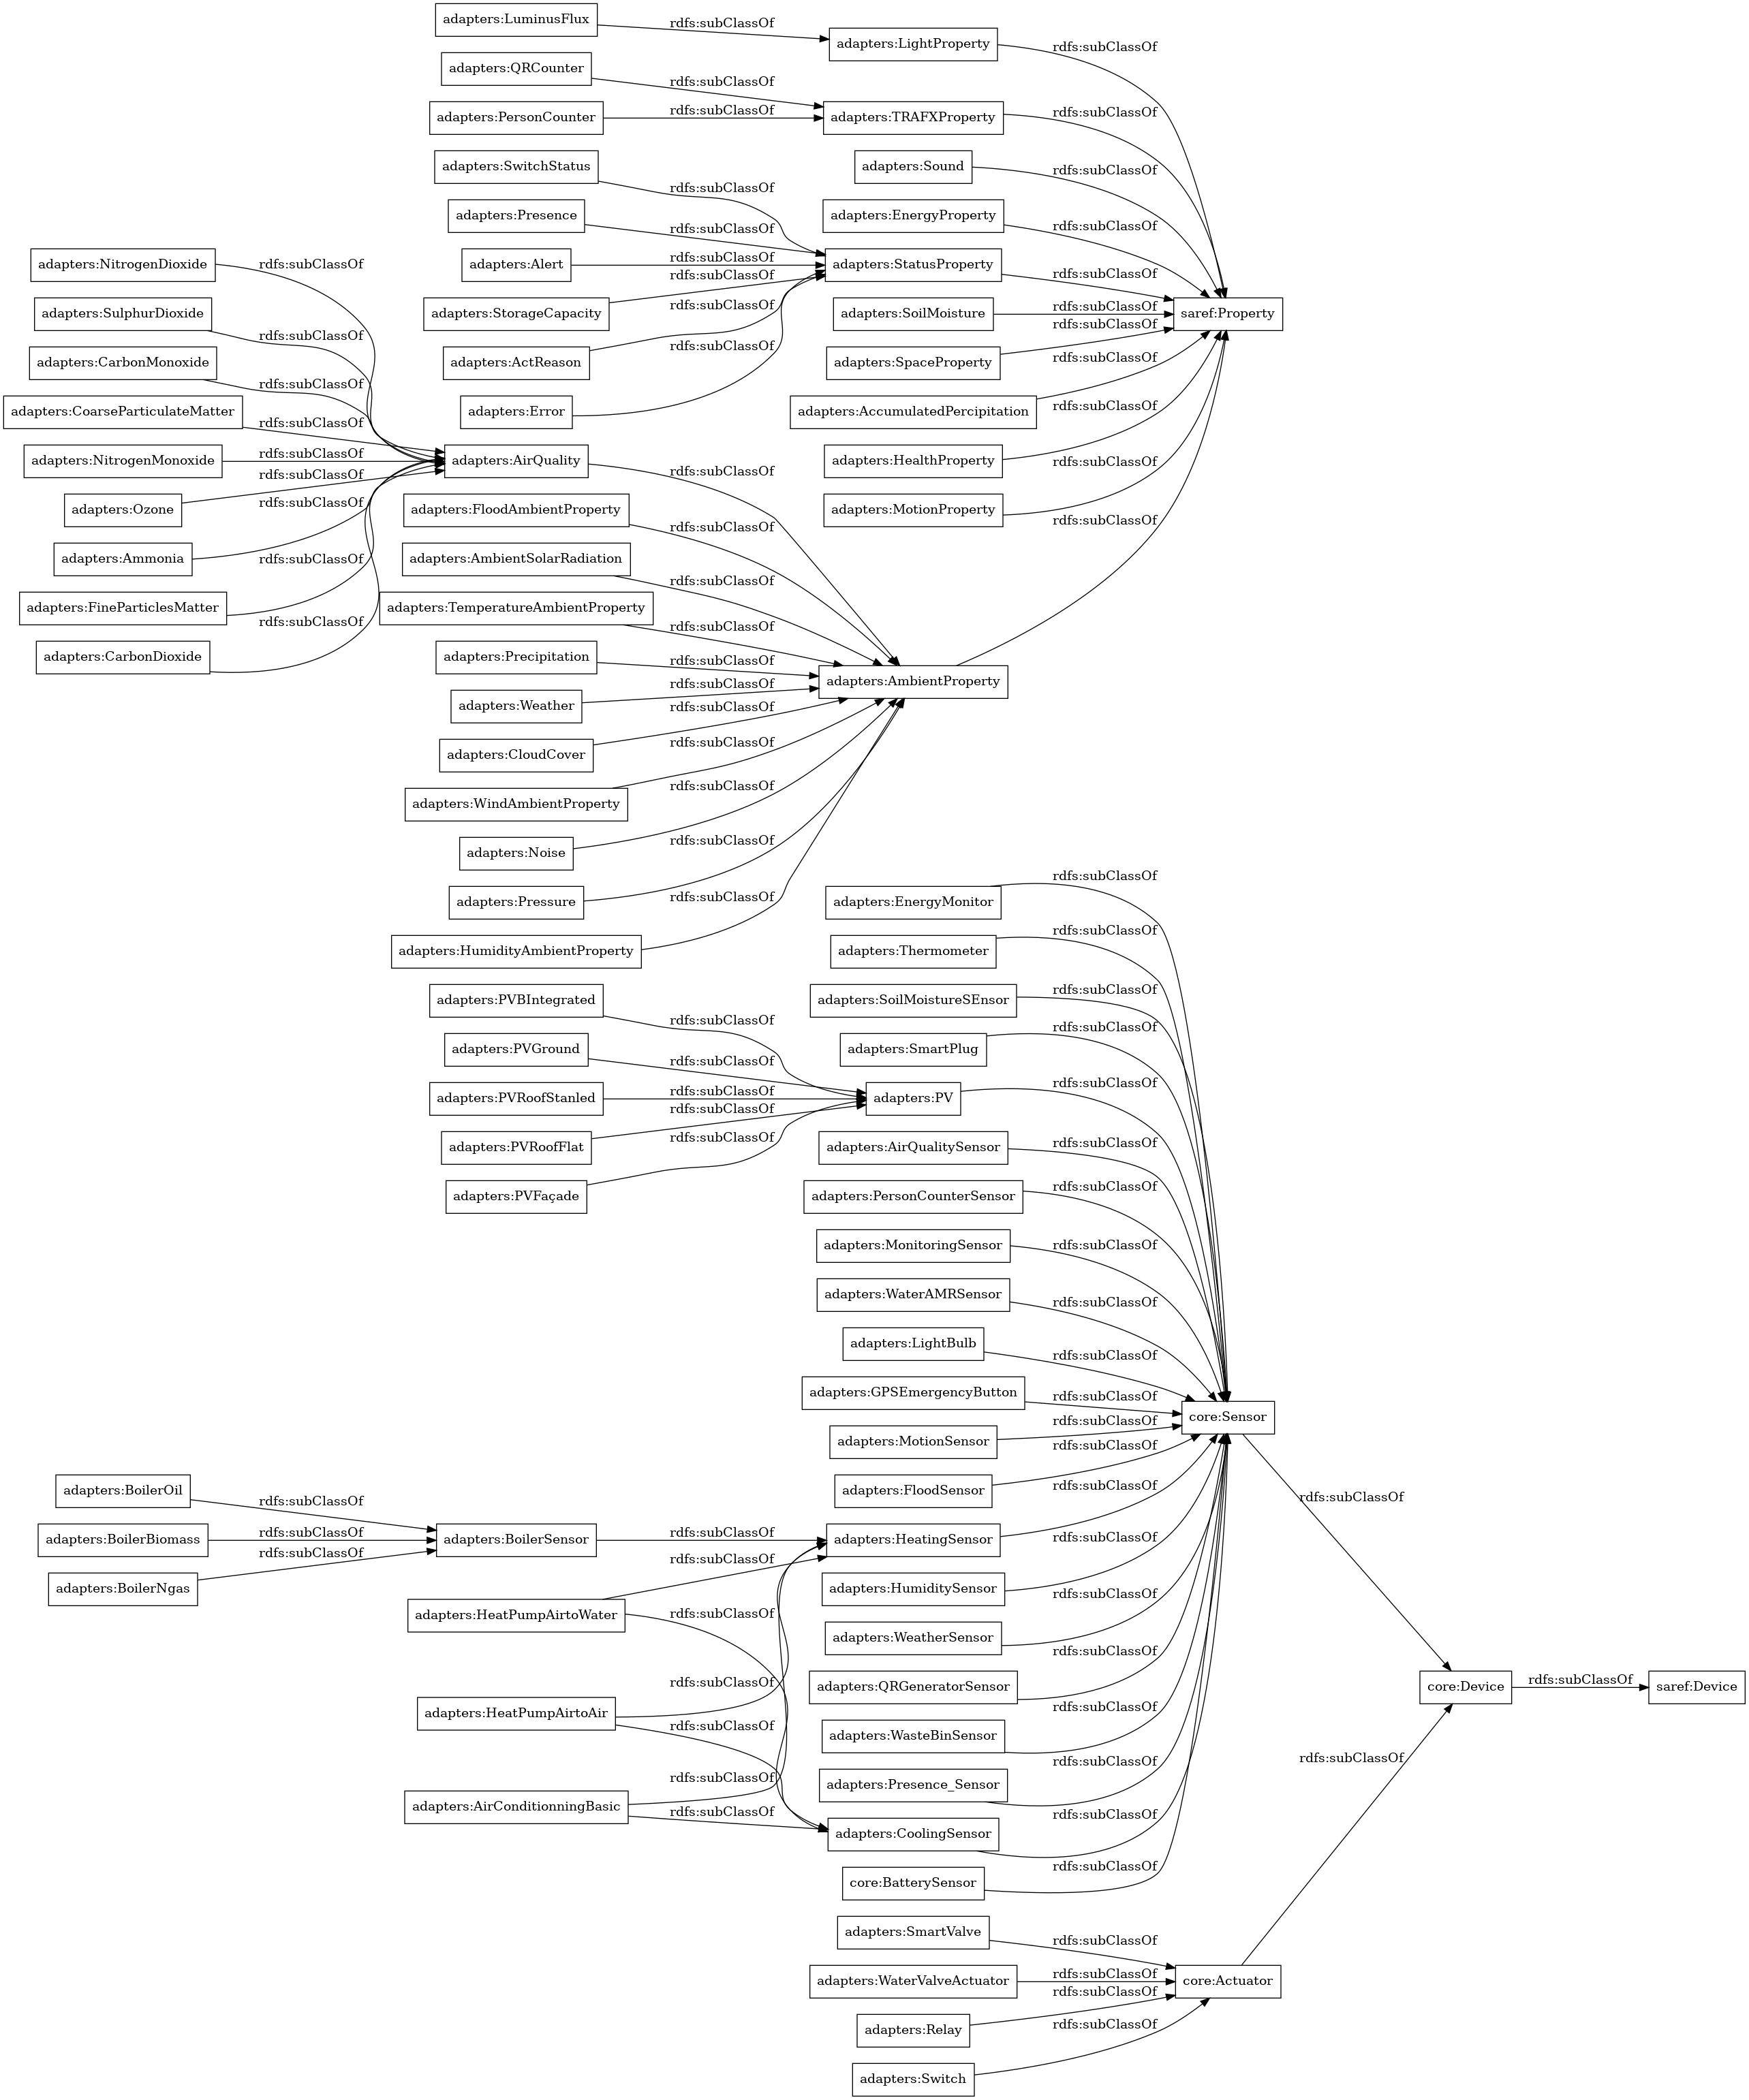 adapters:LuminusFlux
rdfs:subClassOf
adapters:LightProperty
rdfs:subClassOf
adapters:QRCounter
rdfs:subClassOf
adapters:PersonCounter
rdfs:subClassOf
adapters:TRAFXProperty
rdfs:subClassOf
adapters:SwitchStatus
rdfs:subClassOf
adapters:Sound
rdfs:subClassOf
adapters:Presence
rdfs:subClassOf
adapters:EnergyProperty
rdfs:subClassOf
adapters:NitrogenDioxide
rdfs:subClassOf
adapters:Alert
rdfs:subClassOf
adapters:StatusProperty
rdfs:subClassOf
adapters:SulphurDioxide
rdfs:subClassOf
adapters:StorageCapacity
rdfs:subClassOf
adapters:SoilMoisture
rdfs:subClassOf
saref:Property
adapters:CarbonMonoxide
rdfs:subClassOf
adapters:ActReason
rdfs:subClassOf
adapters:SpaceProperty
rdfs:subClassOf
adapters:CoarseParticulateMatter
rdfs:subClassOf
adapters:Error
rdfs:subClassOf
adapters:AccumulatedPercipitation
rdfs:subClassOf
adapters:NitrogenMonoxide
rdfs:subClassOf
adapters:AirQuality
rdfs:subClassOf
adapters:HealthProperty
rdfs:subClassOf
adapters:Ozone
rdfs:subClassOf
adapters:FloodAmbientProperty
rdfs:subClassOf
adapters:MotionProperty
rdfs:subClassOf
adapters:Ammonia
rdfs:subClassOf
adapters:AmbientSolarRadiation
rdfs:subClassOf
rdfs:subClassOf
adapters:FineParticlesMatter
rdfs:subClassOf
adapters:TemperatureAmbientProperty
rdfs:subClassOf
adapters:CarbonDioxide
rdfs:subClassOf
adapters:Precipitation
rdfs:subClassOf
adapters:AmbientProperty
adapters:Weather
rdfs:subClassOf
adapters:CloudCover
rdfs:subClassOf
adapters:WindAmbientProperty
rdfs:subClassOf
adapters:Noise
rdfs:subClassOf
adapters:Pressure
rdfs:subClassOf
adapters:EnergyMonitor
rdfs:subClassOf
adapters:HumidityAmbientProperty
adapters:Thermometer
rdfs:subClassOf
adapters:PVBIntegrated
rdfs:subClassOf
adapters:SoilMoistureSEnsor
rdfs:subClassOf
adapters:PVGround
rdfs:subClassOf
adapters:SmartPlug
rdfs:subClassOf
adapters:PVRoofStanled
rdfs:subClassOf
adapters:PV
rdfs:subClassOf
adapters:PVRoofFlat
rdfs:subClassOf
adapters:AirQualitySensor
rdfs:subClassOf
adapters:PVFaçade
adapters:PersonCounterSensor
rdfs:subClassOf
adapters:MonitoringSensor
rdfs:subClassOf
adapters:WaterAMRSensor
rdfs:subClassOf
adapters:LightBulb
rdfs:subClassOf
adapters:GPSEmergencyButton
rdfs:subClassOf
core:Sensor
adapters:MotionSensor
rdfs:subClassOf
adapters:BoilerOil
rdfs:subClassOf
adapters:FloodSensor
rdfs:subClassOf
rdfs:subClassOf
adapters:BoilerBiomass
rdfs:subClassOf
adapters:BoilerSensor
rdfs:subClassOf
adapters:HeatingSensor
rdfs:subClassOf
adapters:BoilerNgas
rdfs:subClassOf
adapters:HumiditySensor
rdfs:subClassOf
adapters:HeatPumpAirtoWater
rdfs:subClassOf
rdfs:subClassOf
adapters:WeatherSensor
rdfs:subClassOf
adapters:QRGeneratorSensor
rdfs:subClassOf
core:Device
rdfs:subClassOf
saref:Device
adapters:HeatPumpAirtoAir
rdfs:subClassOf
rdfs:subClassOf
adapters:WasteBinSensor
rdfs:subClassOf
adapters:Presence_Sensor
rdfs:subClassOf
adapters:AirConditionningBasic
rdfs:subClassOf
adapters:CoolingSensor
rdfs:subClassOf
rdfs:subClassOf
core:BatterySensor
rdfs:subClassOf
adapters:SmartValve
rdfs:subClassOf
adapters:WaterValveActuator
rdfs:subClassOf
core:Actuator
adapters:Relay
rdfs:subClassOf
adapters:Switch